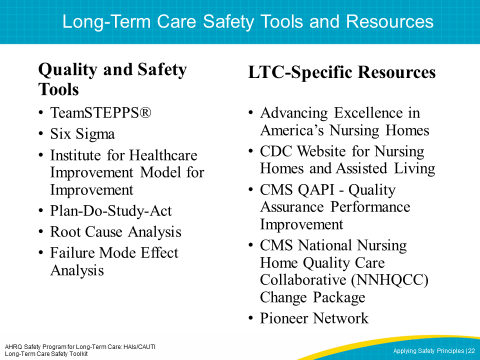 Long-Term Care Safety Tools and Resources
Quality and Safety
Tools
• TeamSTEPPS®
• Six Sigma
• Institute for Healthcare
Improvement Model for
Improvement
• Plan-Do-Study-Act
• Root Cause Analysis
• Failure Mode Effect
Analysis
LTC-Specific Resources
• Advancing Excellence in
America’s Nursing Homes
• CDC Website for Nursing
Homes and Assisted Living
• CMS QAPI - Quality
Assurance Performance
Improvement
• CMS National Nursing
Home Quality Care
Collaborative (NNHQCC)
Change Package
• Pioneer Network
AHRQ Safety Program for Long-Term Care: HAIs/CAUTI
Long-Term Care Safety Toolkit
Applying Safety Principles | 22